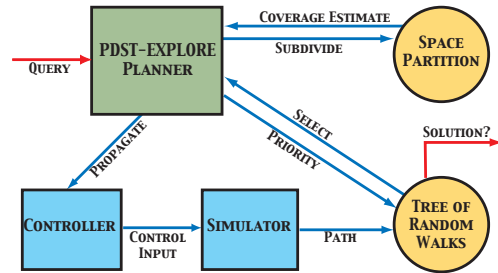 COVERAGE ESTIMATE
SUBDIVIDE
PDST-EXPLORE
PLANNER
SPACE
PARTITION
QUERY
SELECT
PRIORITY
SOLUTION?
PROPAGATE
CONTROLLER
CONTROL
INPUT
SIMULATOR
PATH
TREE OF
RANDOM
WALKS